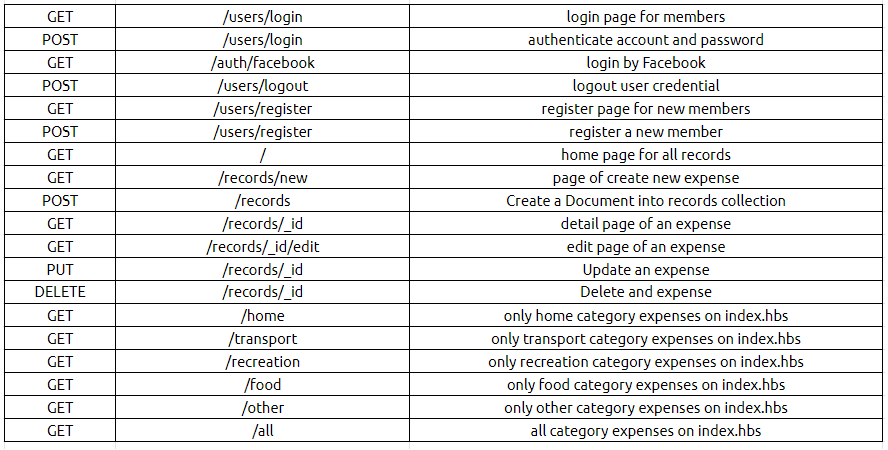 GET /users/login login page for members
POST /users/login authenticate account and password
GET /auth/facebook login by Facebook
POST /users/logout logout user credential
GET /users/register register page for new members
POST /users/register register a new member
GET / home page for all records
GET /records/new page of create new expense
POST /records Create a Document into records collection
GET /records/_id detail page of an expense
GET /records/_id/edit edit page of an expense
PUT /records/_id Update an expense
DELETE /records/_id Delete and expense
GET /home only home category expenses on index.hbs
GET /transport only transport category expenses on index.hbs
GET /recreation only recreation category expenses on index.hbs
GET /food only food category expenses on index.hbs
GET /other only other category expenses on index.hbs
GET /all all category expenses on index.hbs